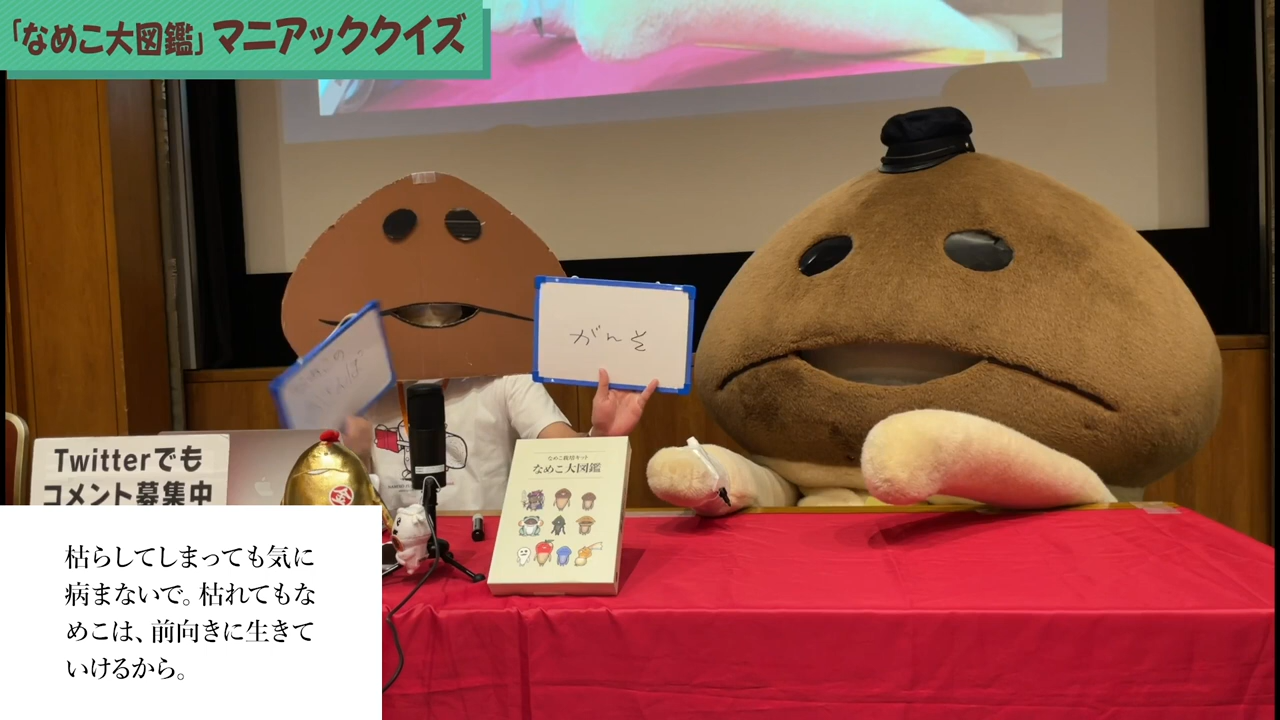 「なめこ大図鑑」マニアッククイズ
がんそ
Twitterでも
コメント募集中
なめこ栽培キット
なめこ大図鑑
枯らしてしまっても気に
病まないで。枯れてもな
めこは、前向きに生きて
いけるから。